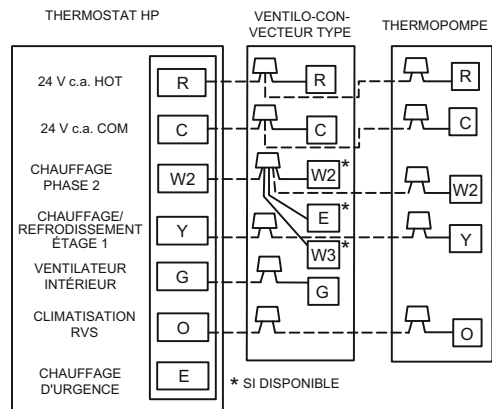 THERMOSTAT HP
VENTILO-CON-
VECTEUR TYPE
THERMOPOMPE
24 V c.a. HOT
R
R
R
24 V c.a. COM
C
C
C
CHAUFFAGE
PHASE 2
W2
W2 *
W2
E *
W3 *
CHAUFFAGE/
REFRODISSEMENT
ÉTAGE 1
Y
Y
VENTILATEUR
INTÉRIEUR
G
G
CLIMATISATION
RVS
O
O
CHAUFFAGE
D'URGENCE
E
* SI DISPONIBLE